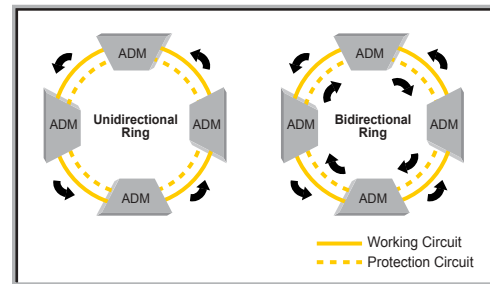 ADM
ADM
Unidirectional
Ring
ADM
ADM
ADM
ADM
Bidirectional
Ring
ADM
ADM
Working Circuit
Protection Circuit